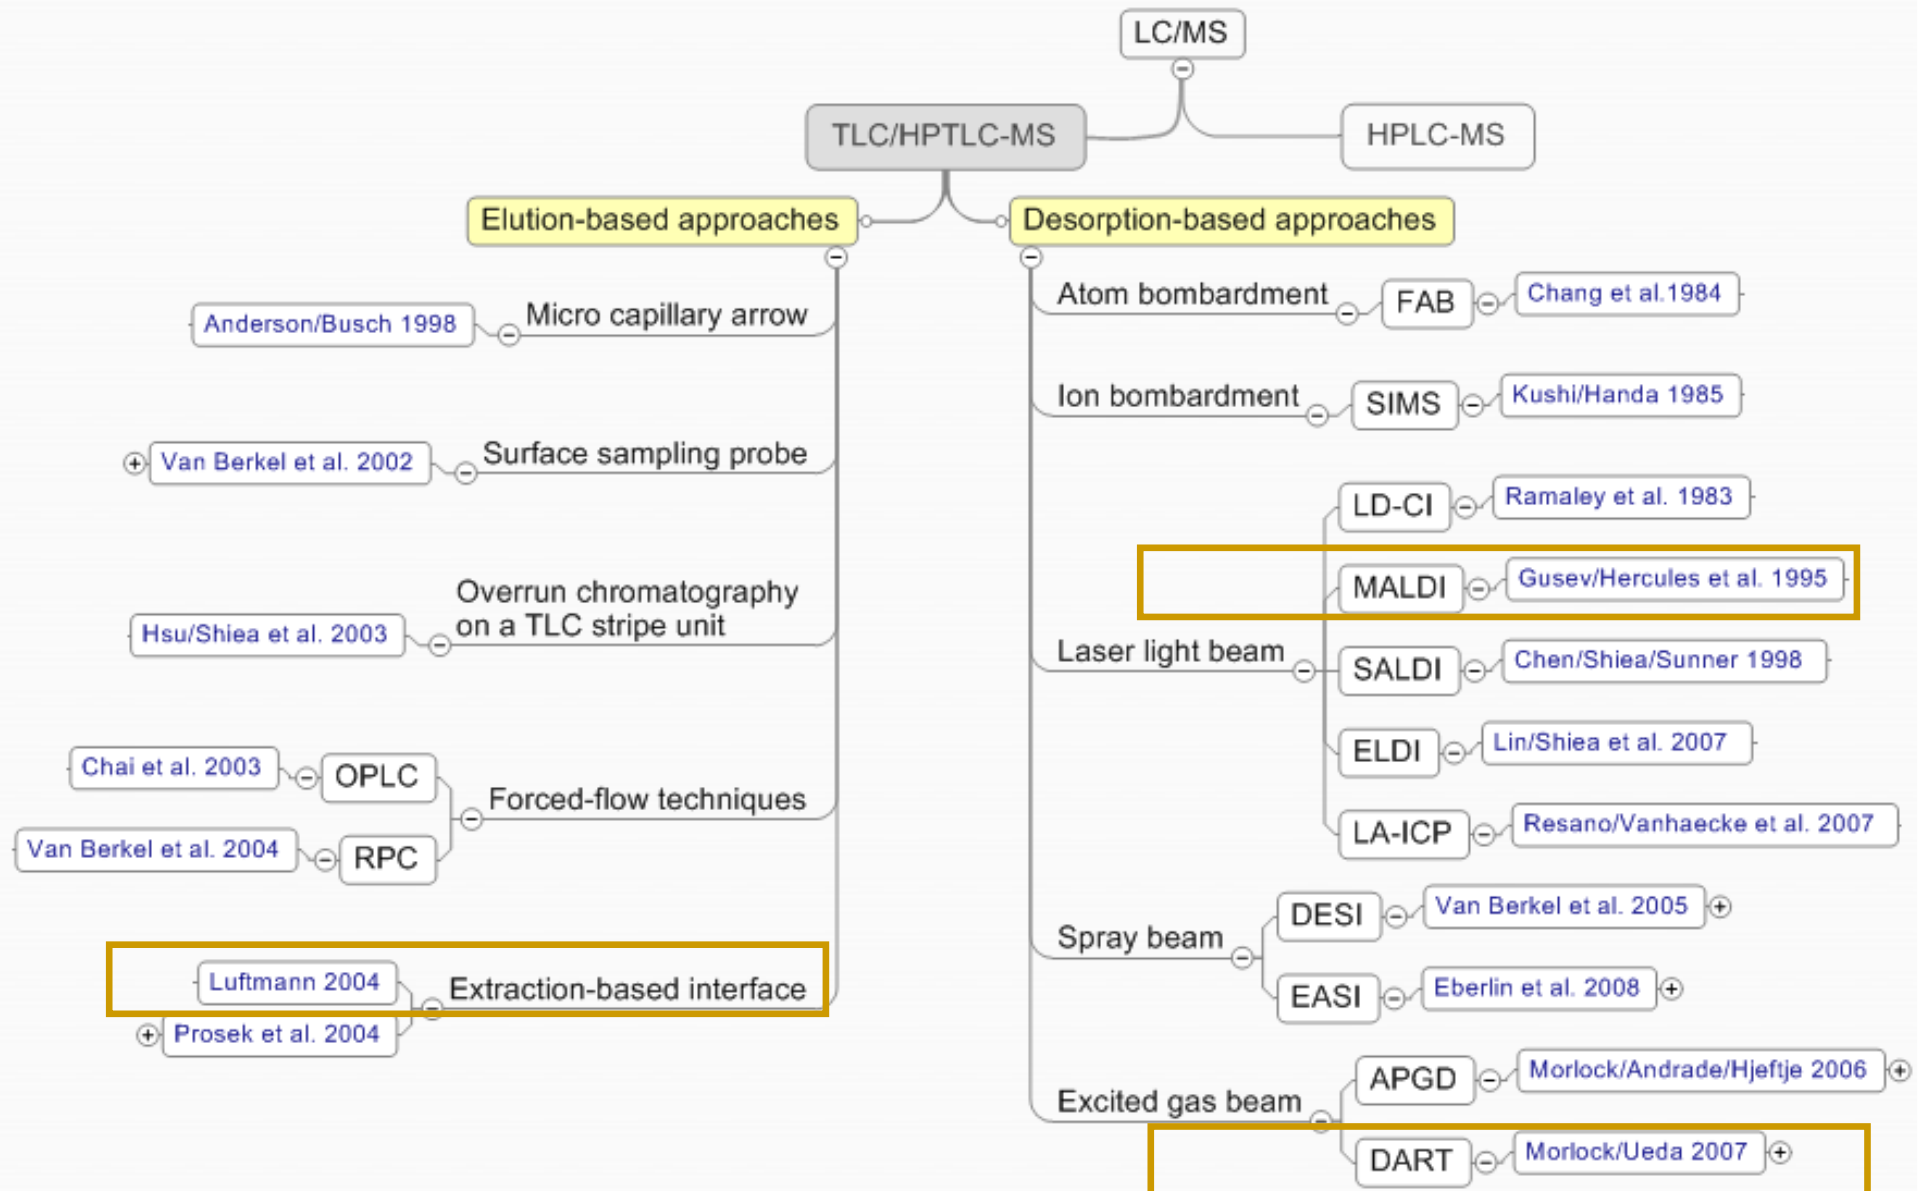 LC/MS
TLC/HPTLC-MS
HPLC-MS
Elution-based approaches
Micro capillary arrow
Anderson/Busch 1998
Surface sampling probe
Van Berkel et al. 2002
Overrun chromatography
on a TLC stripe unit
Hsu/Shiea et al. 2003
Forced-flow techniques
OPLC
Chai et al. 2003
RPC
Van Berkel et al. 2004
Extraction-based interface
Luftmann 2004
Prosek et al. 2004
Desorption-based approaches
Atom bombardment
FAB
Chang et al.1984
Ion bombardment
SIMS
Kushi/Handa 1985
Laser light beam
LD-CI
Ramaley et al. 1983
MALDI
Gusev/Hercules et al. 1995
SALDI
Chen/Shiea/Sunner 1998
ELDI
Lin/Shiea et al. 2007
LA-ICP
Resano/Vanhaecke et al. 2007
Spray beam
DESI
Van Berkel et al. 2005
EASI
Eberlin et al. 2008
Excited gas beam
APGD
Morlock/Andrade/Hjeftje 2006
DART
Morlock/Ueda 2007